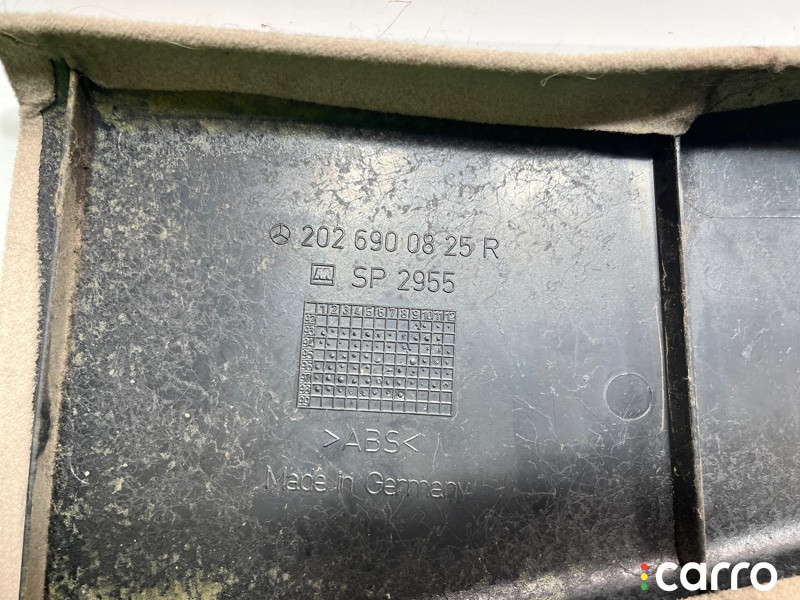 202 690 08 25 R
SP 2955
1 2 3 4 5 6 7 8 9 10 11 12
>ABS<
Made in Germany
carro